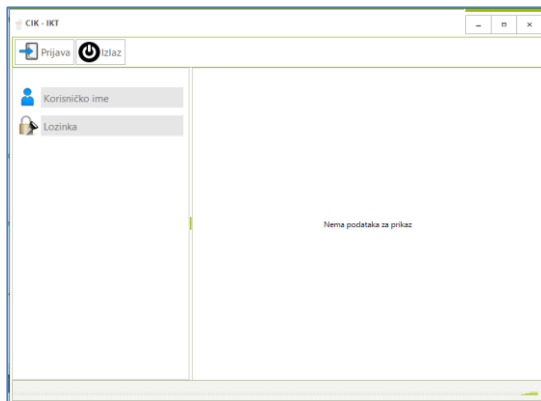 CIK - IKT
Prijava Izlaz
Korisničko ime
Lozinka
Nema podataka za prikaz